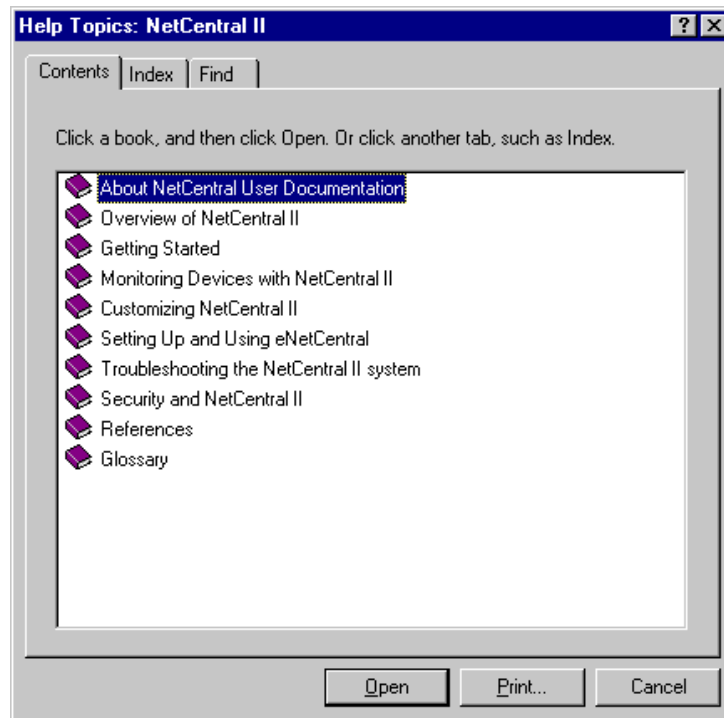 Help Topics: NetCentral II
Contents Index Find
Click a book, and then click Open. Or click another tab, such as Index.
About NetCentral User Documentation
Overview of NetCentral II
Getting Started
Monitoring Devices with NetCentral II
Customizing NetCentral II
Setting Up and Using eNetCentral
Troubleshooting the NetCentral II system
Security and NetCentral II
References
Glossary
Open Print... Cancel